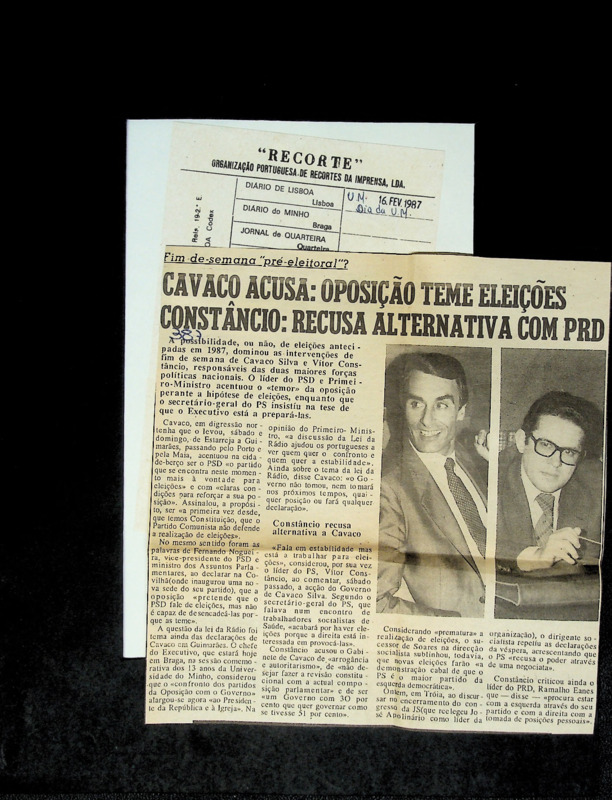 "RECORTE"
ORGANIZAÇÃO PORTUGUESA DE RECORTES DA IMPRENSA, LDA.
DIÁRIO DE LISBOA
Lisboa
DIÁRIO do MINHO
Braga
JORNAL de QUARTEIRA
Quarteira
U.M. 16. FEV. 1987
Dia da U.M.
Codex
Fim de-semana "pré-eleitoral"?
CAVACO ACUSA: OPOSIÇÃO TEME ELEIÇÕES
CONSTÂNCIO: RECUSA ALTERNATIVA COM PRD
A possibilidade, ou não, de eleições anteci-
padas em 1987, dominou as intervenções de
fim de semana de Cavaco Silva e Vítor Cons-
tâncio, responsáveis das duas maiores forças
políticas nacionais. O líder do PSD e Primei-
ro-Ministro acentuou o «temor» da oposição
perante a hipótese de eleições, enquanto que
o secretário-geral do PS insistiu na tese de
que o Executivo está a prepará-las.
Cavaco, em digressão nor-
tenha que o levou, sábado e
domingo, de Estarreja a Gui-
marães, passando pelo Porto e
pela Maia, acentuou na cida-
de-berço ser o PSD «o partido
que se encontra neste momen-
to mais à vontade para
eleições» e com «claras con-
dições para reforçar a sua po-
sição». Assinalou, a propósi-
to, ser «a primeira vez desde,
que temos Constituição, que o
Partido Comunista não defende
a realização de eleições».
No mesmo sentido foram as
palavras de Fernando Noguei-
ra, vice-presidente do PSD e
ministro dos Assuntos Parla-
mentares, ao declarar na Co-
vilhã(onde inaugurou uma no-
va sede do seu partido), que a
oposição «pretende que o
PSD fale de eleições, mas não
é capaz de desencadeá-las por-
que as teme».
A questão da lei da Rádio foi
tema ainda das declarações de
Cavaco em Guimarães. O chefe
do Executivo, que estará hoje
em Braga, na sessão comemo-
rativa dos 13 anos da Univer-
sidade do Minho, considerou
que o «confronto dos partidos
da Oposição com o Governo»
alargou-se agora «ao Presiden-
te da República e à Igreja». Na
opinião do Primeiro- Minis-
tro, «a discussão da Lei da
Rádio ajudou os portugueses a
ver quem quer o confronto e
quem quer a estabilidade».
Ainda sobre o tema da lei da
Rádio, disse Cavaco: «o Go-
verno não tomou, nem tomará
nos próximos tempos, qual-
quer posição ou fará qualquer
declaração».
Constâncio recusa
alternativa a Cavaco
«Fala em estabilidade mas
está a trabalhar para elei-
ções», considerou, por sua vez
o líder do PS, Vítor Constân-
cio, ao comentar, sábado
passado, a acção do Governo
de Cavaco Silva. Segundo o
secretário-geral do PS, que
falava num encontro de
trabalhadores socialistas de
Saúde, «acabará por haver elei-
ções porque a direita está in-
teressada em provocá-las».
Constâncio acusou o Gabi-
nete de Cavaco de «arrogância
e autoritarismo», de «não de-
sejar fazer a revisão constitu-
cional com a actual compo-
sição parlamentar» e de ser
«um Governo com 30 por
cento que quer governar como
se tivesse 51 por cento».
Considerando «prematura» a
realização de eleições, o su-
cessor de Soares na direcção
socialista sublinhou, todavia,
que novas eleições farão «a
demonstração cabal de que o
PS é o maior partido da
esquerda democrática».
Ontem, em Tróia, ao discur-
sar no encerramento do con-
gresso da JS(que reelegeu Jo-
sé Apolinário como líder da
organização), o dirigente so-
cialista repetiu as declarações
da véspera, acrescentando que
o PS «recusa o poder através
de uma negociata».
Constâncio criticou ainda o
líder do PRD, Ramalho Eanes
que — disse — «procura estar
com a esquerda através do seu
partido e com a direita com a
tomada de posições pessoais».